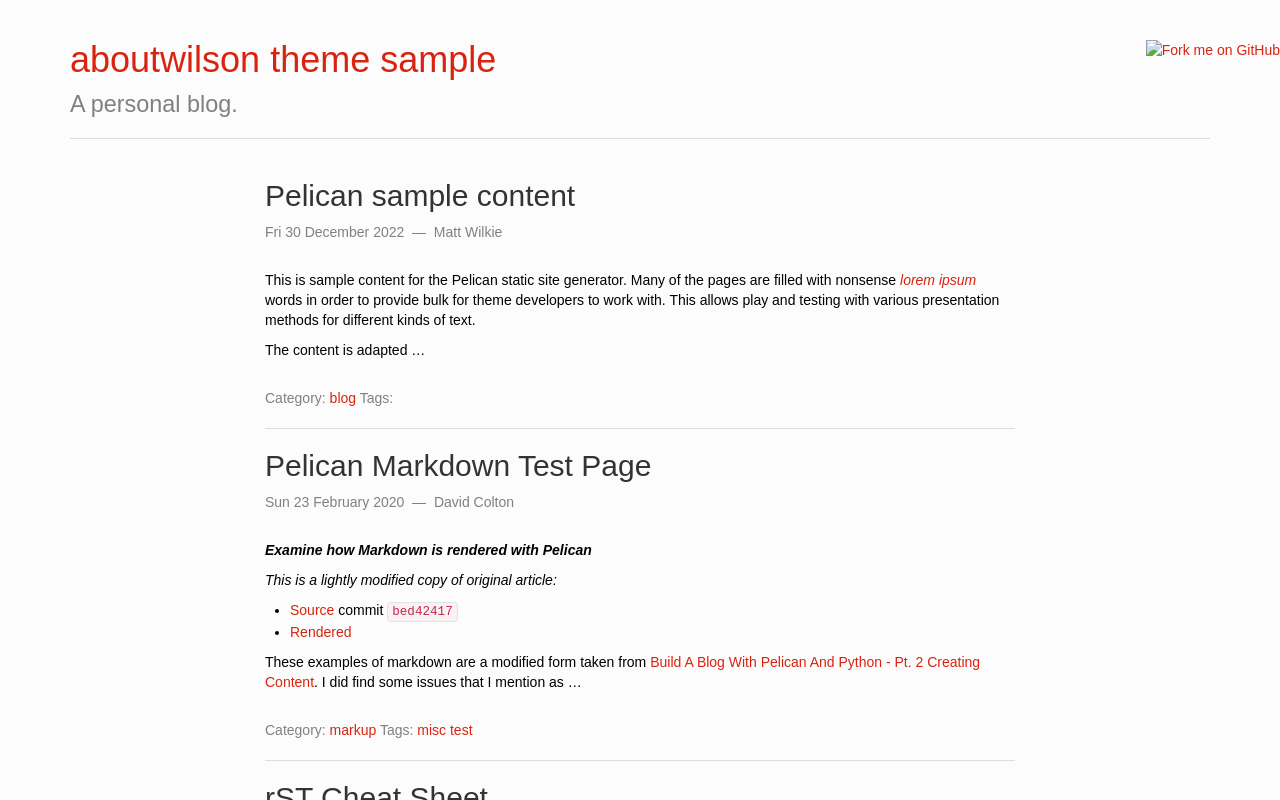 aboutwilson theme sample
Fork me on GitHub
A personal blog.
Pelican sample content
Fri 30 December 2022 — Matt Wilkie
This is sample content for the Pelican static site generator. Many of the pages are filled with nonsense lorem ipsum
words in order to provide bulk for theme developers to work with. This allows play and testing with various presentation
methods for different kinds of text.
The content is adapted …
Category: blog Tags:
Pelican Markdown Test Page
Sun 23 February 2020 — David Colton
Examine how Markdown is rendered with Pelican
This is a lightly modified copy of original article:
• Source commit bed42417
• Rendered
These examples of markdown are a modified form taken from Build A Blog With Pelican And Python - Pt. 2 Creating
Content. I did find some issues that I mention as …
Category: markup Tags: misc test
rST Cheat Sheet